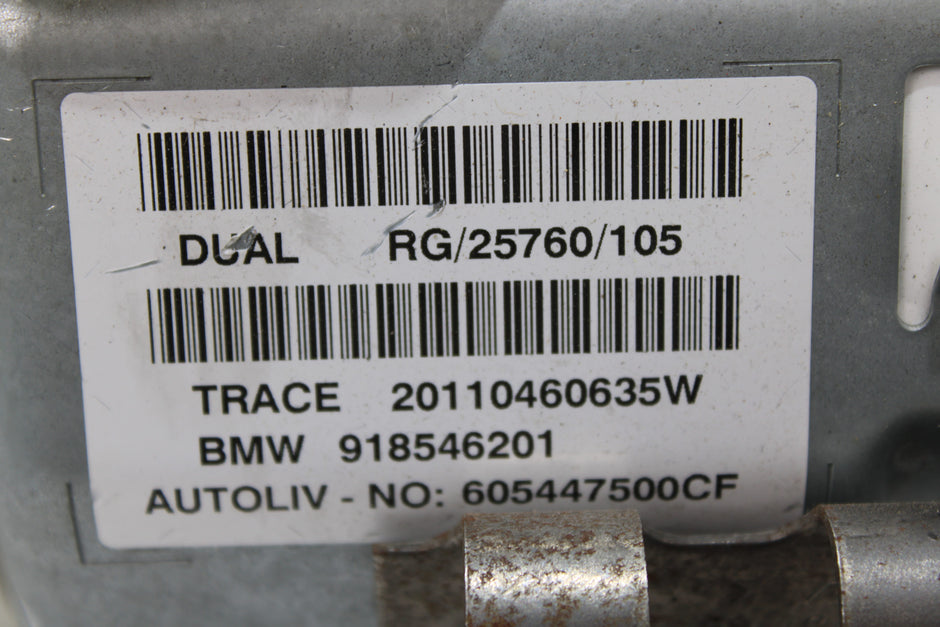 DUAL RG/25760/105
TRACE 20110460635W
BMW 918546201
AUTOLIV - NO: 605447500CF